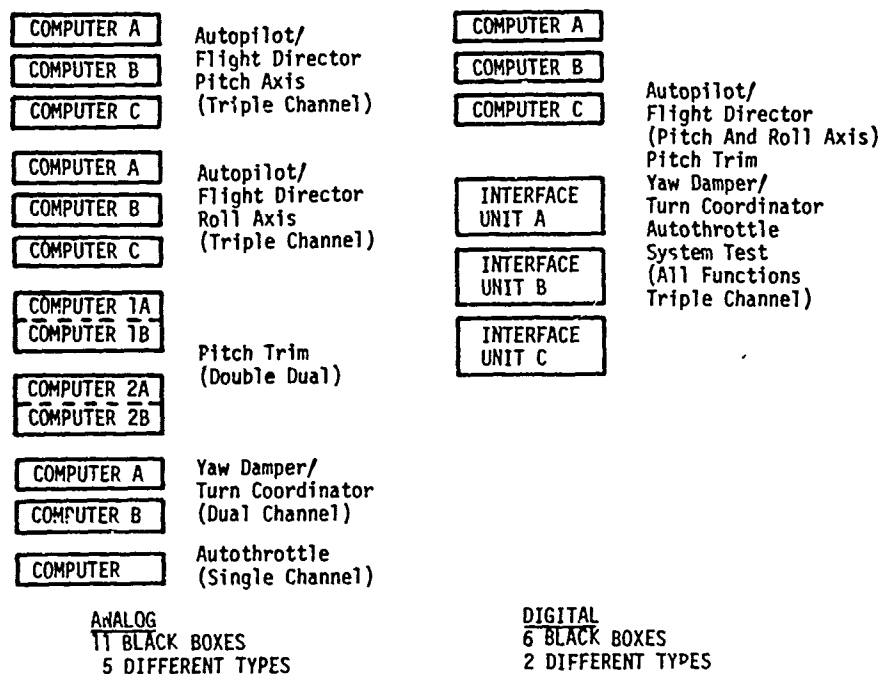 COMPUTER A
COMPUTER B
COMPUTER C
Autopilot/
Flight Director
Pitch Axis
(Triple Channel)
COMPUTER A
COMPUTER B
COMPUTER C
Autopilot/
Flight Director
Roll Axis
(Triple Channel)
COMPUTER 1A
COMPUTER 1B
COMPUTER 2A
COMPUTER 2B
Pitch Trim
(Double Dual)
COMPUTER A
COMPUTER B
Yaw Damper/
Turn Coordinator
(Dual Channel)
COMPUTER
Autothrottle
(Single Channel)
ANALOG
11 BLACK BOXES
5 DIFFERENT TYPES
COMPUTER A
COMPUTER B
COMPUTER C
INTERFACE
UNIT A
INTERFACE
UNIT B
INTERFACE
UNIT C
Autopilot/
Flight Director
(Pitch And Roll Axis)
Pitch Trim
Yaw Damper/
Turn Coordinator
Autothrottle
System Test
(All Functions
Triple Channel)
DIGITAL
6 BLACK BOXES
2 DIFFERENT TYPES